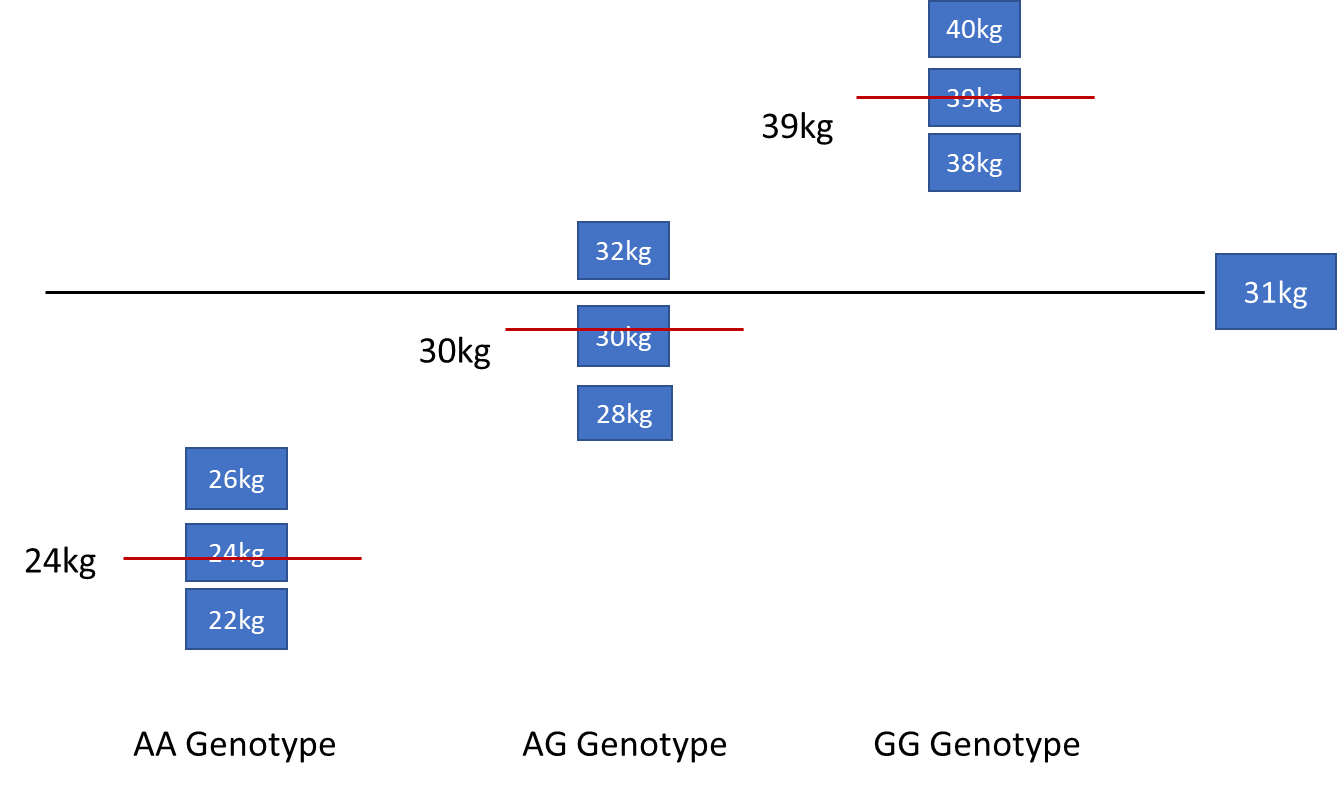 40kg
39kg
39kg
38kg
32kg
31kg
30kg
30kg
28kg
26kg
24kg
24kg
22kg
AA Genotype
AG Genotype
GG Genotype